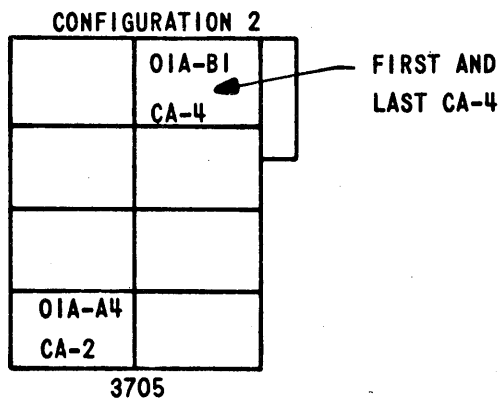 CONFIGURATION 2
01A-B1
CA-4
FIRST AND
LAST CA-4
01A-A4
CA-2
3705